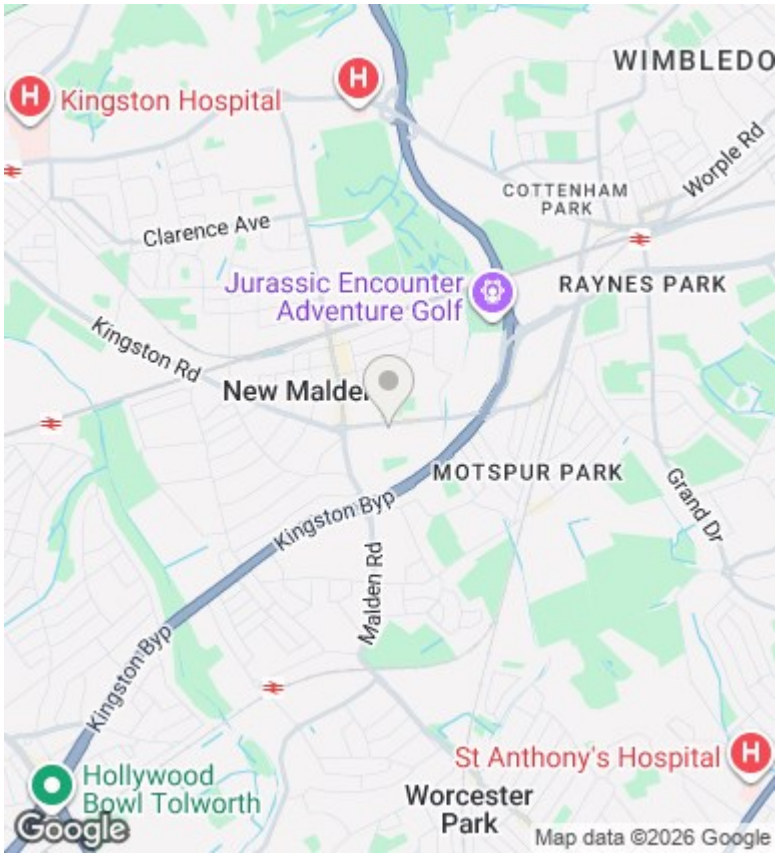 WIMBLEDO
H
H
Kingston Hospital
Worple Rd
COTTENHAM
PARK
Clarence Ave
Jurassic Encounter
Adventure Golf
RAYNES PARK
Kingston Rd
New Malde
MOTSPUR PARK
Grand Dr
Kingston Byp
Malden Rd
Kingston Byp
St Anthony's Hospital
H
Hollywood
Bowl Tolworth
Worcester
Park
Google
Map data ©2026 Google